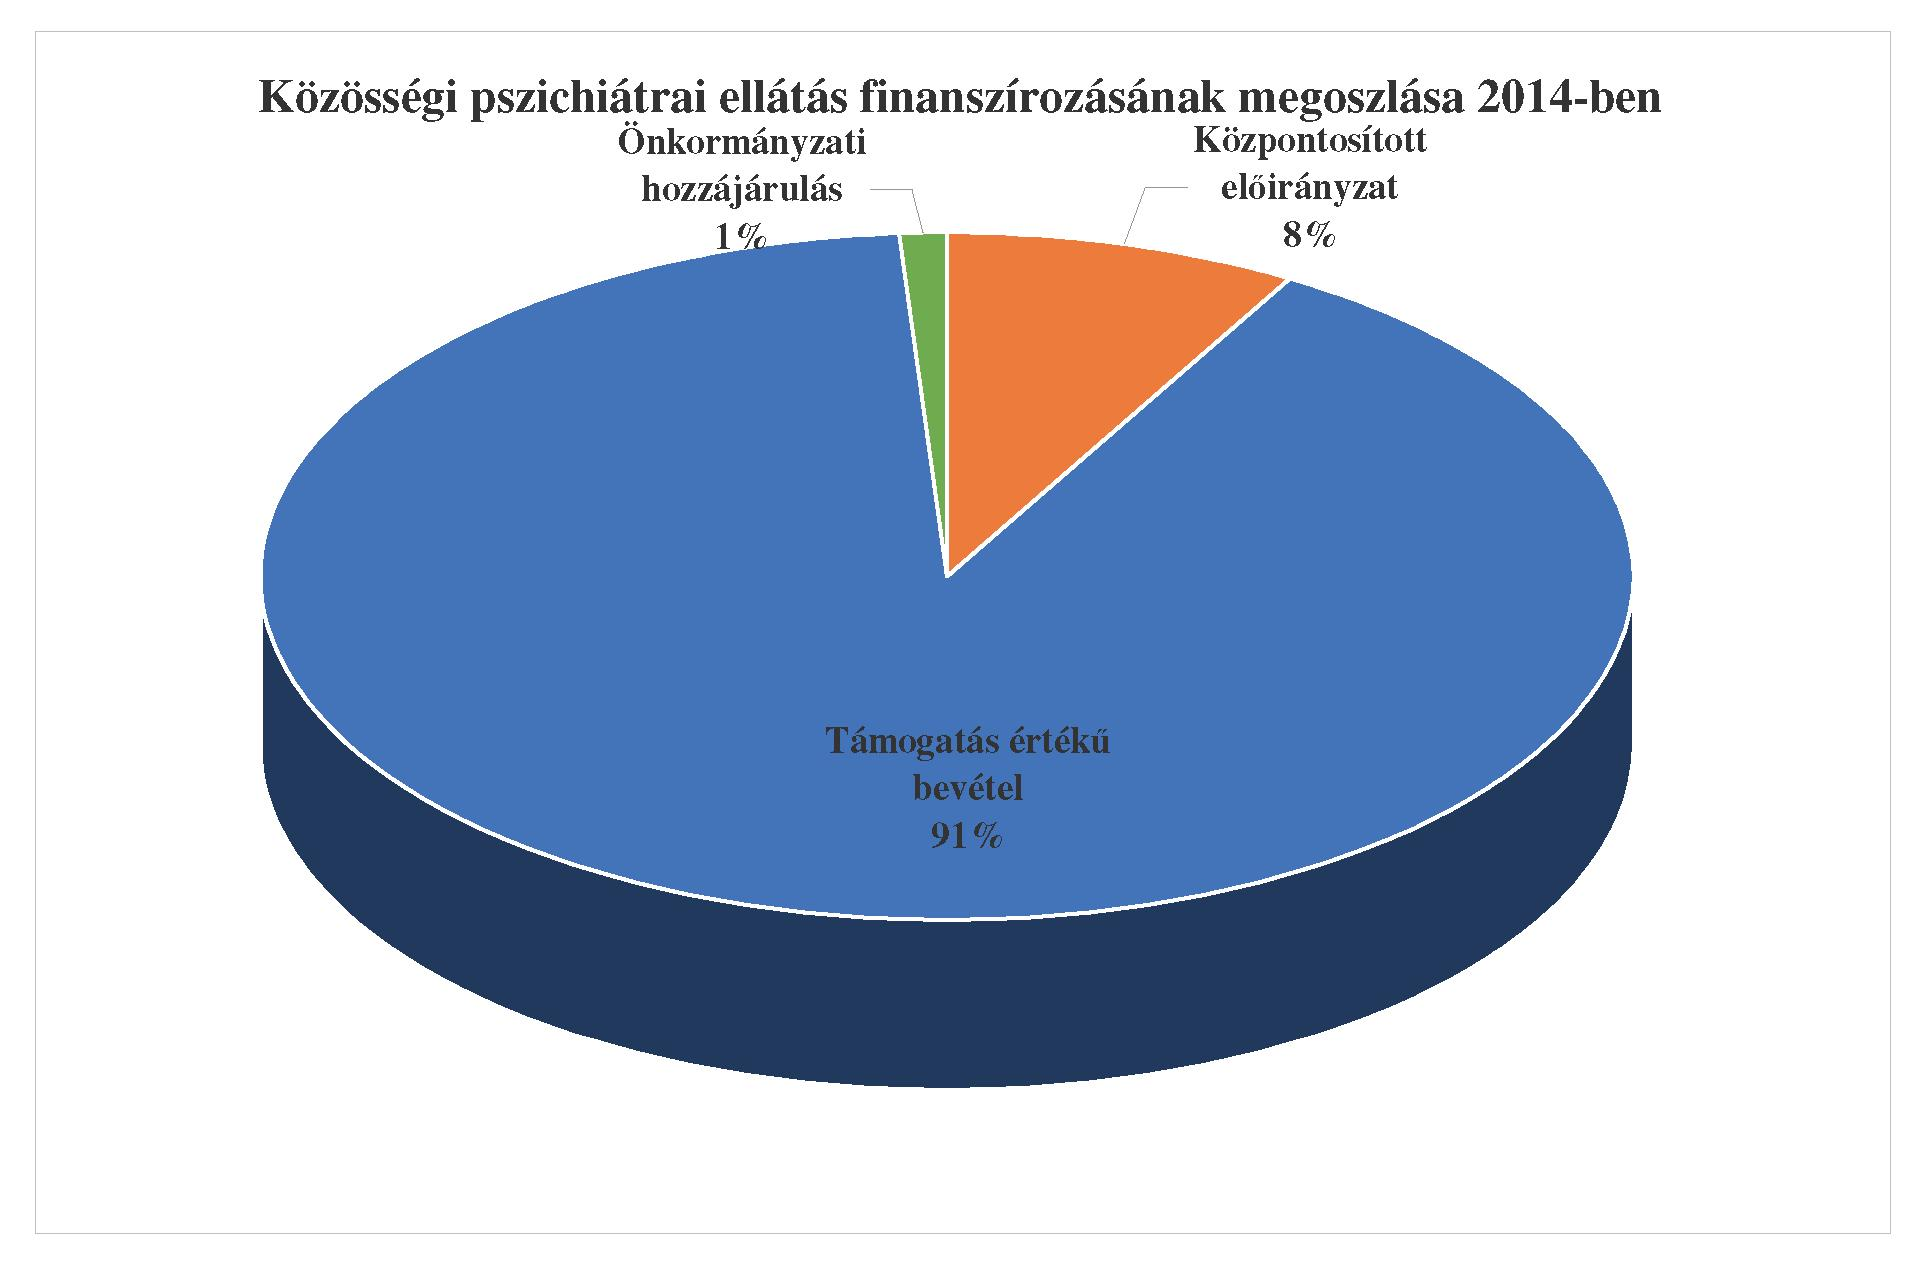 Közösségi pszichiátrai ellátás finanszírozásának megoszlása 2014-ben
Önkormányzati
hozzájárulás
1%
Központosított
előirányzat
8%
Támogatás értékű
bevétel
91%